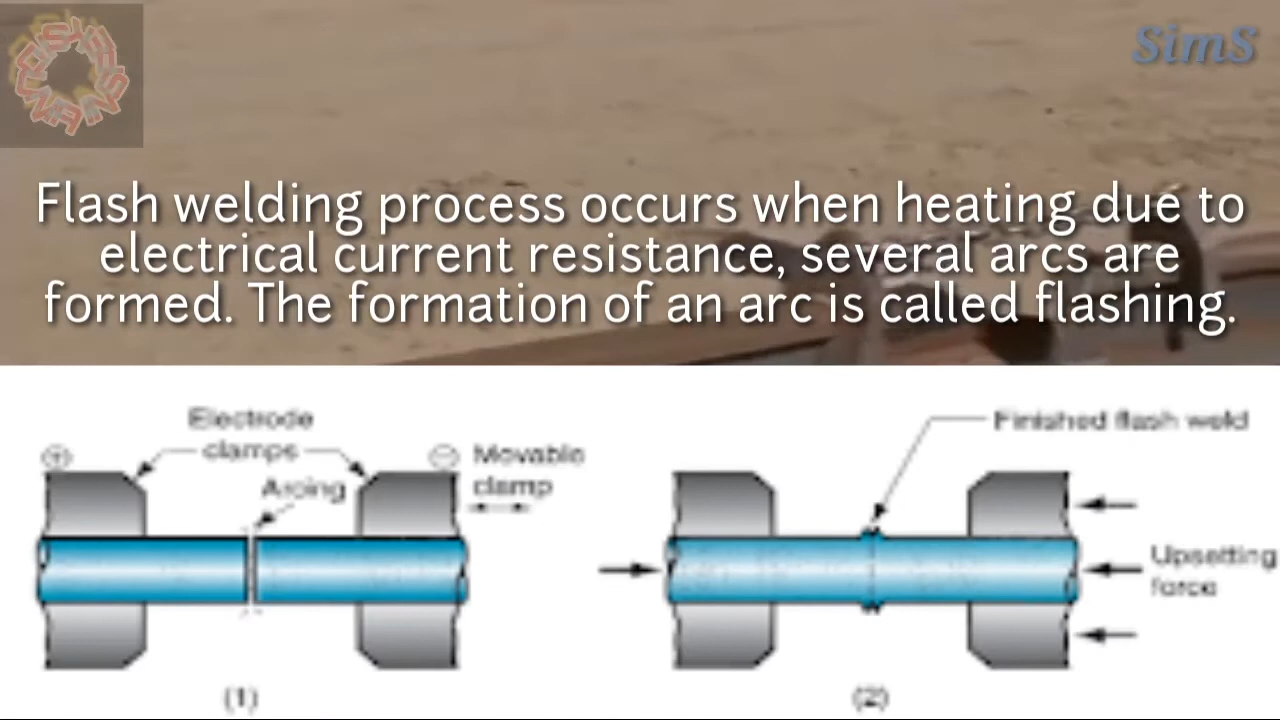 SimS
Flash welding process occurs when heating due to
electrical current resistance, several arcs are
formed. The formation of an arc is called flashing.
Electrode
clamps
+
−
Movable
clamp
Arcing
(1)
Finished flash weld
Upsetting
force
(2)